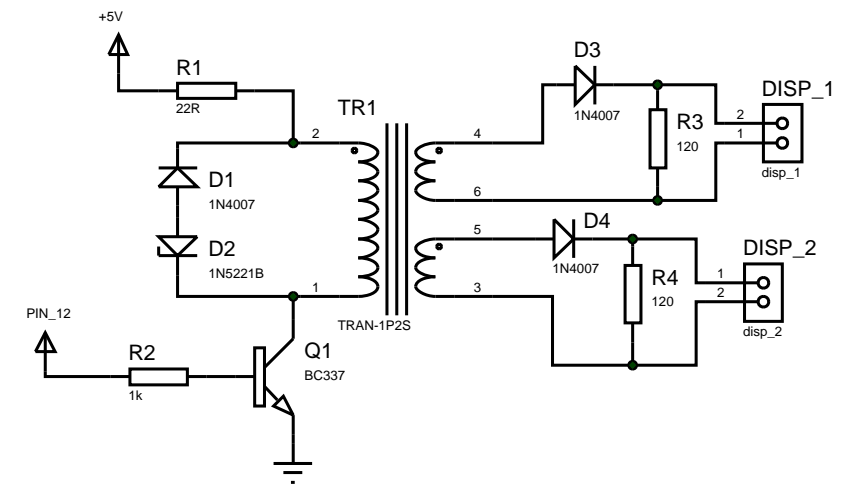 +5V
R1
22R
TR1
2
1
TRAN-1P2S
D1
1N4007
D2
1N5221B
PIN_12
R2
1k
Q1
BC337
4
6
5
3
D3
1N4007
R3
120
DISP_1
2
1
disp_1
D4
1N4007
R4
120
DISP_2
1
2
disp_2